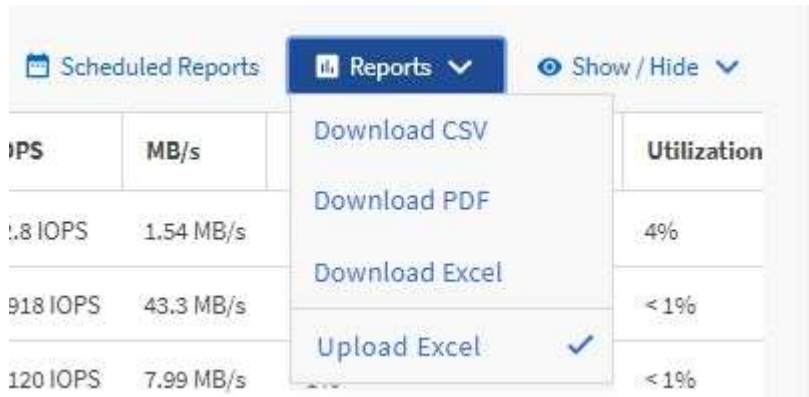 Scheduled Reports Reports Show / Hide
Download CSV
Download PDF
Download Excel
Upload Excel
MB/s Utilization
.8 IOPS 1.54 MB/s 4%
918 IOPS 43.3 MB/s < 1%
120 IOPS 7.99 MB/s < 1%